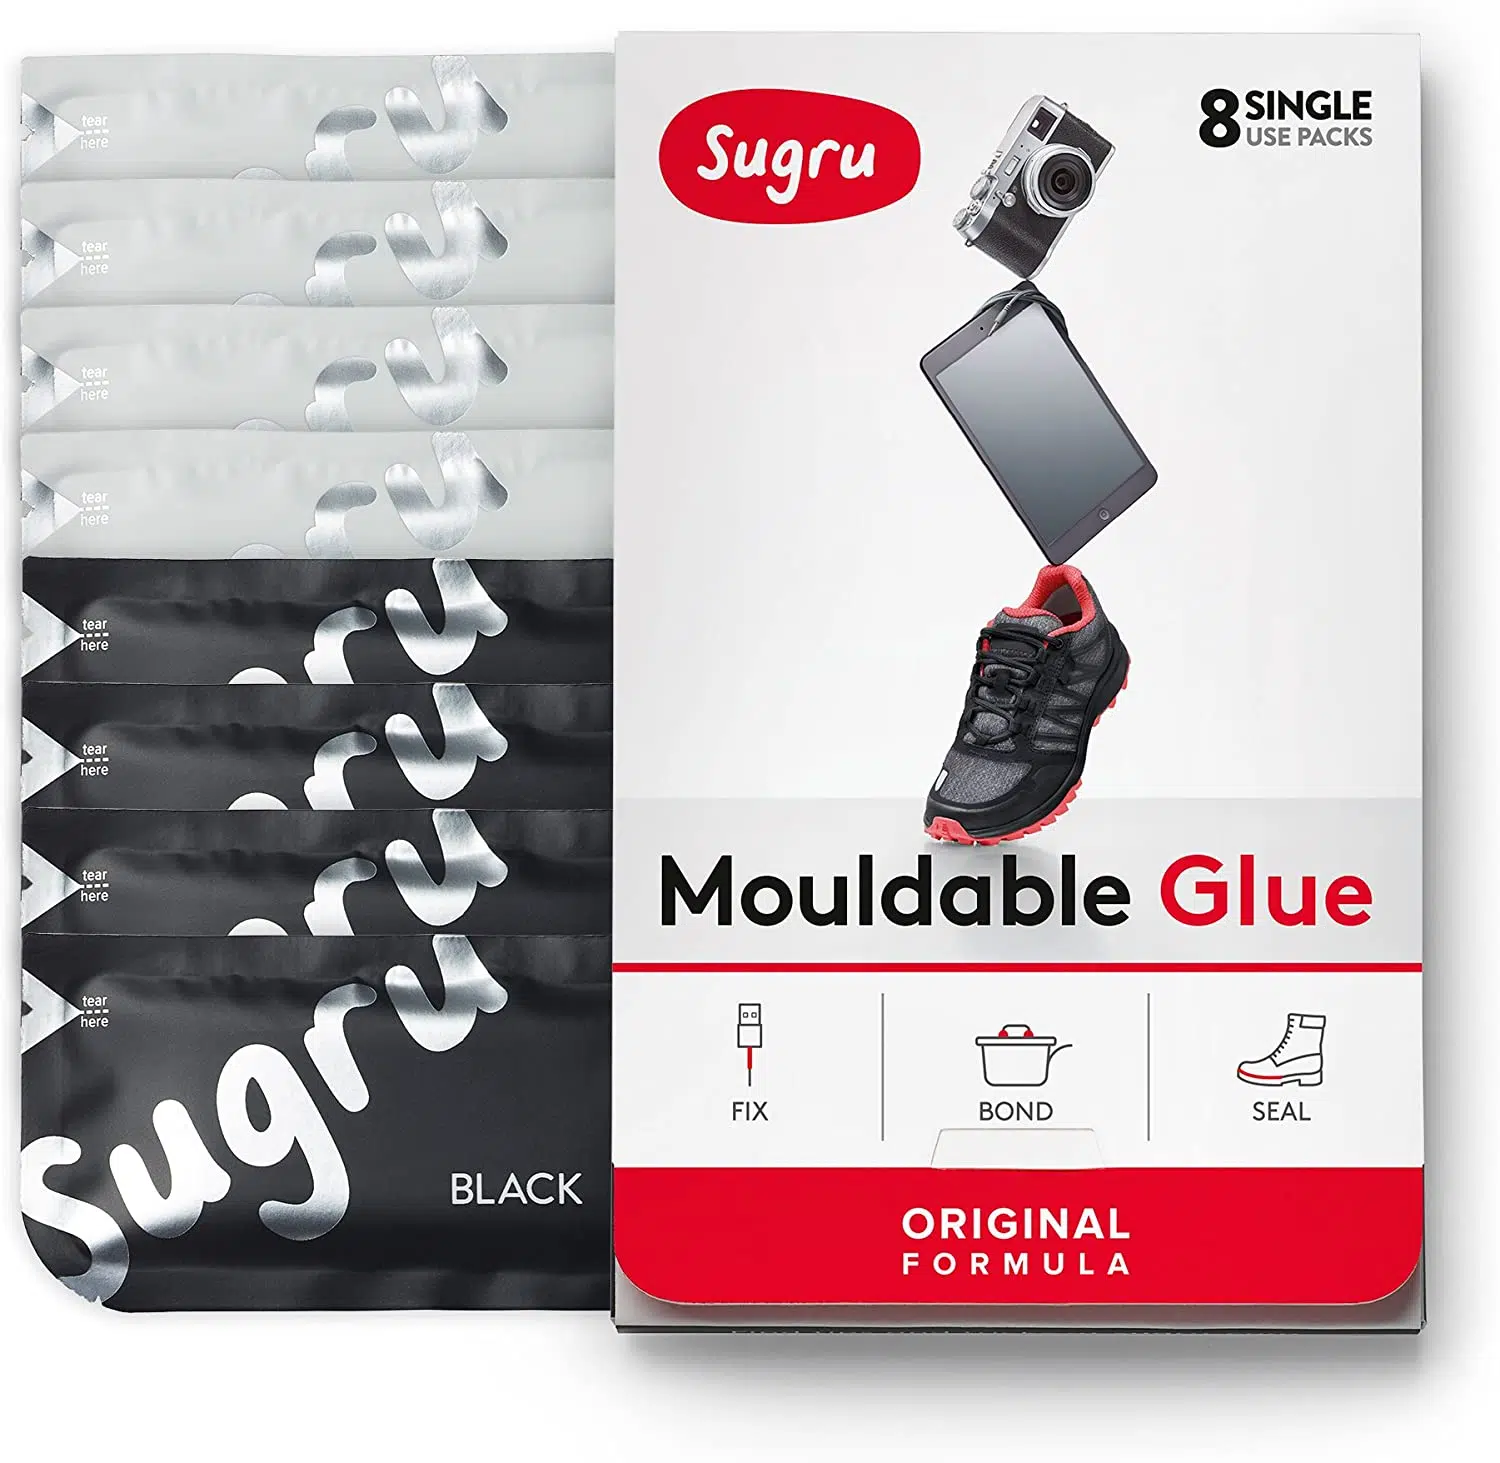 tear
here
tear
here
tear
here
tear
here
tear
here
tear
here
tear
here
tear
here
Sugru
BLACK
Sugru
8 SINGLE
USE PACKS
Mouldable Glue
FIX
BOND
SEAL
ORIGINAL
FORMULA